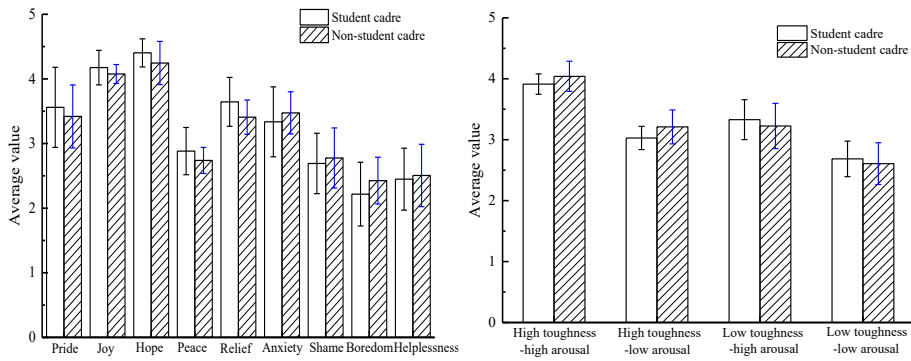 5
4
3
2
1
0
Average value
Student cadre
Non-student cadre
Pride Joy Hope Peace Relief Anxiety Shame Boredom Helplessness
5
4
3
2
1
0
Average value
Student cadre
Non-student cadre
High toughness
-high arousal
High toughness
-low arousal
Low toughness
-high arousal
Low toughness
-low arousal